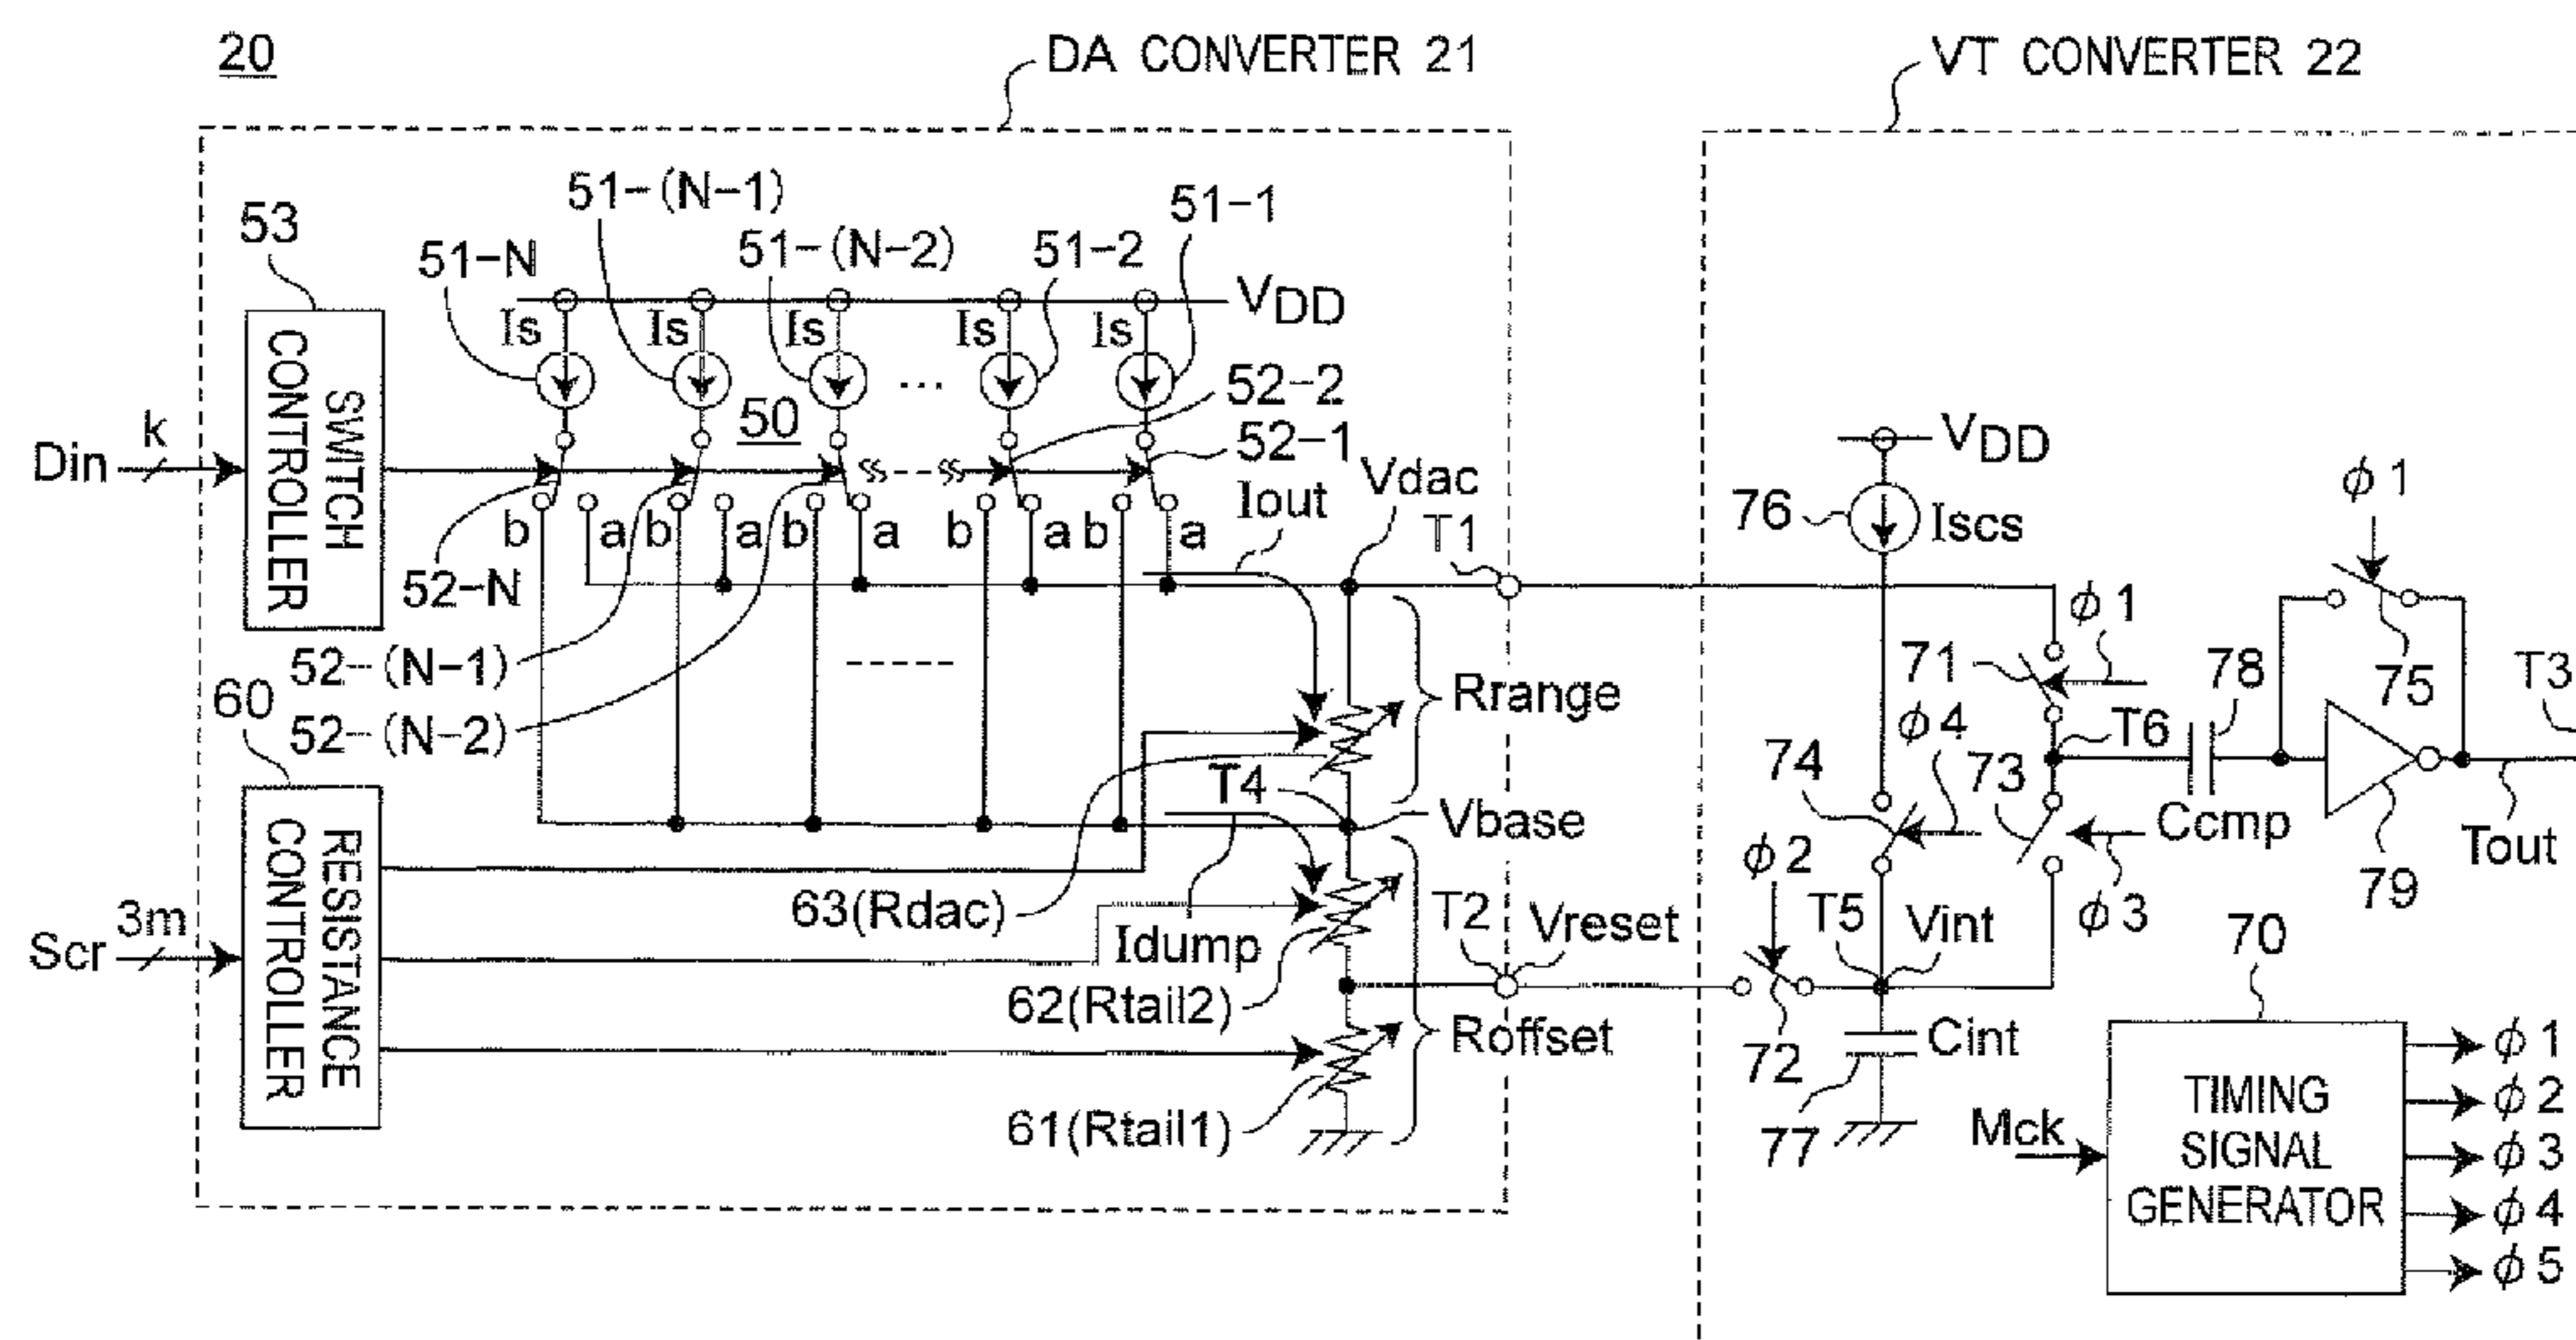 20
DA CONVERTER 21
VT CONVERTER 22
53
SWITCH
CONTROLLER
51-N
51-(N-1)
51-(N-2)
51-2
51-1
VDD
Is
Is
Is
Is
Is
...
50
52-2
52-1
Din
k
b
a
b
a
b
a
b
a
b
a
52-N
52-(N-1)
52-(N-2)
Iout
Vdac
T1
Rrange
T4
Vbase
60
RESISTANCE
CONTROLLER
Scr
3m
63(Rdac)
Idump
62(Rtail2)
61(Rtail1)
Roffset
T2
Vreset
VDD
76
Iscs
φ1
71
φ1
φ4
74
73
T6
78
Ccmp
φ3
75
79
T3
Tout
φ2
72
T5
Vint
Cint
77
70
Mck
TIMING
SIGNAL
GENERATOR
φ1
φ2
φ3
φ4
φ5